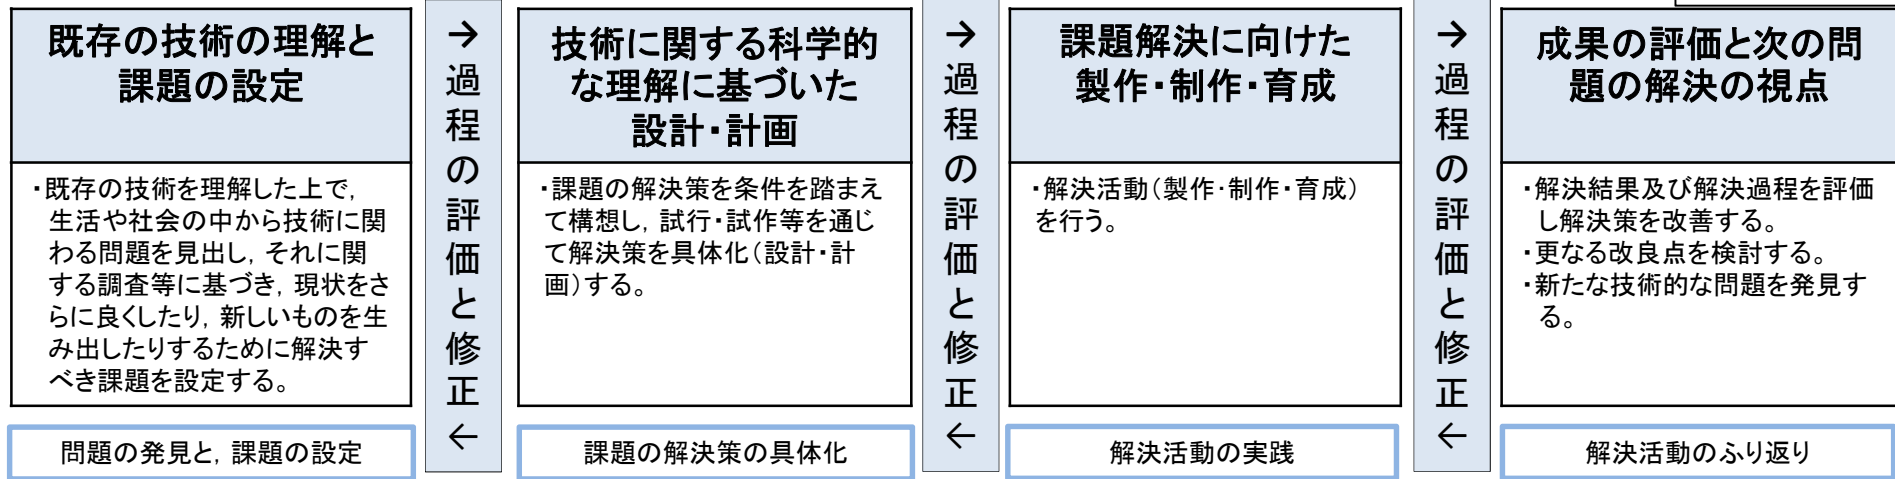 既存の技術の理解と
課題の設定
・既存の技術を理解した上で，
生活や社会の中から技術に関
わる問題を見出し，それに関
する調査等に基づき，現状をさ
らに良くしたり，新しいものを生
み出したりするために解決す
べき課題を設定する。
問題の発見と，課題の設定
→過程の評価と修正←
技術に関する科学的
な理解に基づいた
設計・計画
・課題の解決策を条件を踏まえ
て構想し，試行・試作等を通じ
て解決策を具体化（設計・計
画）する。
課題の解決策の具体化
→過程の評価と修正←
課題解決に向けた
製作・制作・育成
・解決活動（製作・制作・育成）
を行う。
解決活動の実践
→過程の評価と修正←
成果の評価と次の問
題の解決の視点
・解決結果及び解決過程を評価
し解決策を改善する。
・更なる改良点を検討する。
・新たな技術的な問題を発見す
る。
解決活動のふり返り